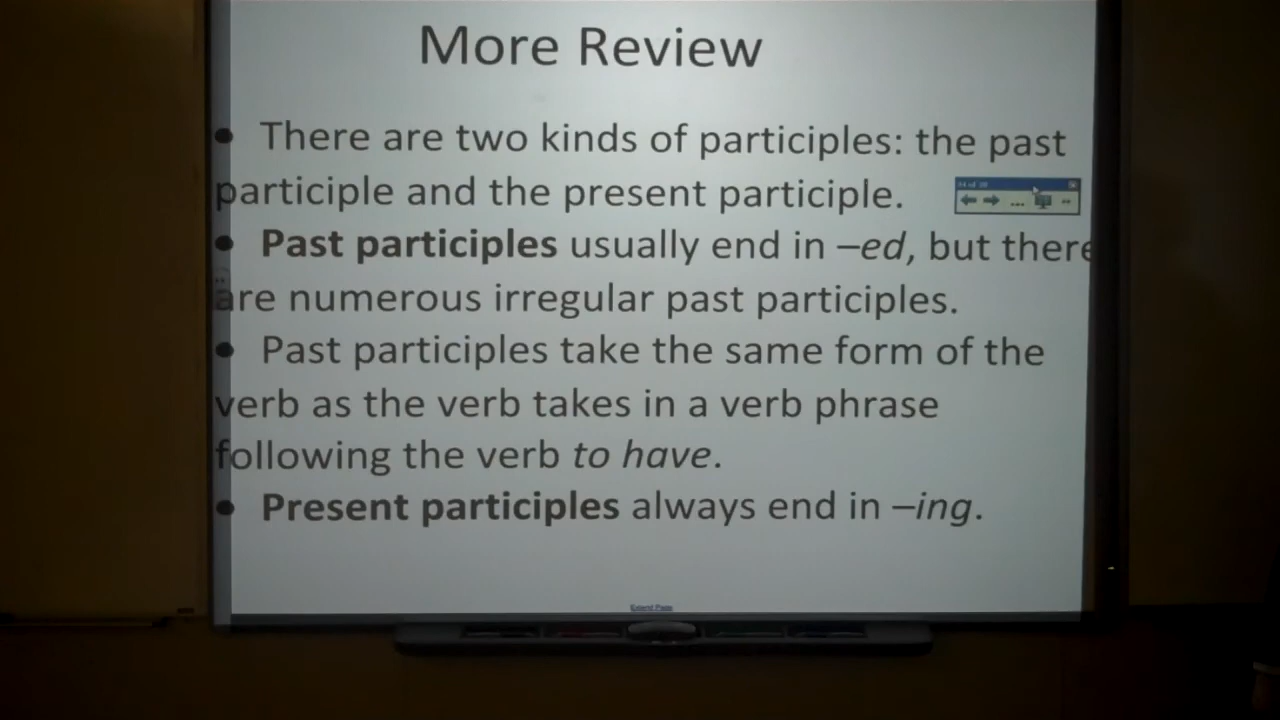 More Review
• There are two kinds of participles: the past
participle and the present participle.
• Past participles usually end in –ed, but there
are numerous irregular past participles.
• Past participles take the same form of the
verb as the verb takes in a verb phrase
following the verb to have.
• Present participles always end in –ing.
Extend Page